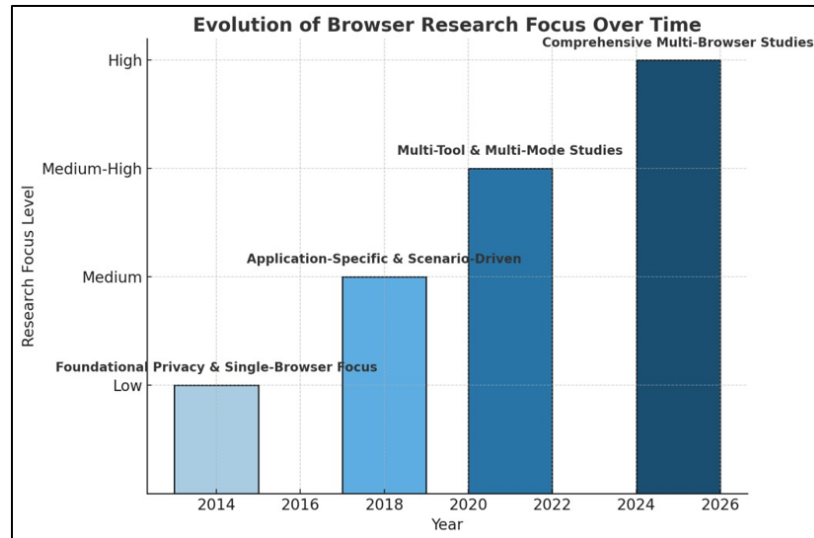 Evolution of Browser Research Focus Over Time
Comprehensive Multi-Browser Studies
High
Multi-Tool & Multi-Mode Studies
Medium-High
Application-Specific & Scenario-Driven
Medium
Foundational Privacy & Single-Browser Focus
Low
Research Focus Level
2014
2016
2018
2020
2022
2024
2026
Year